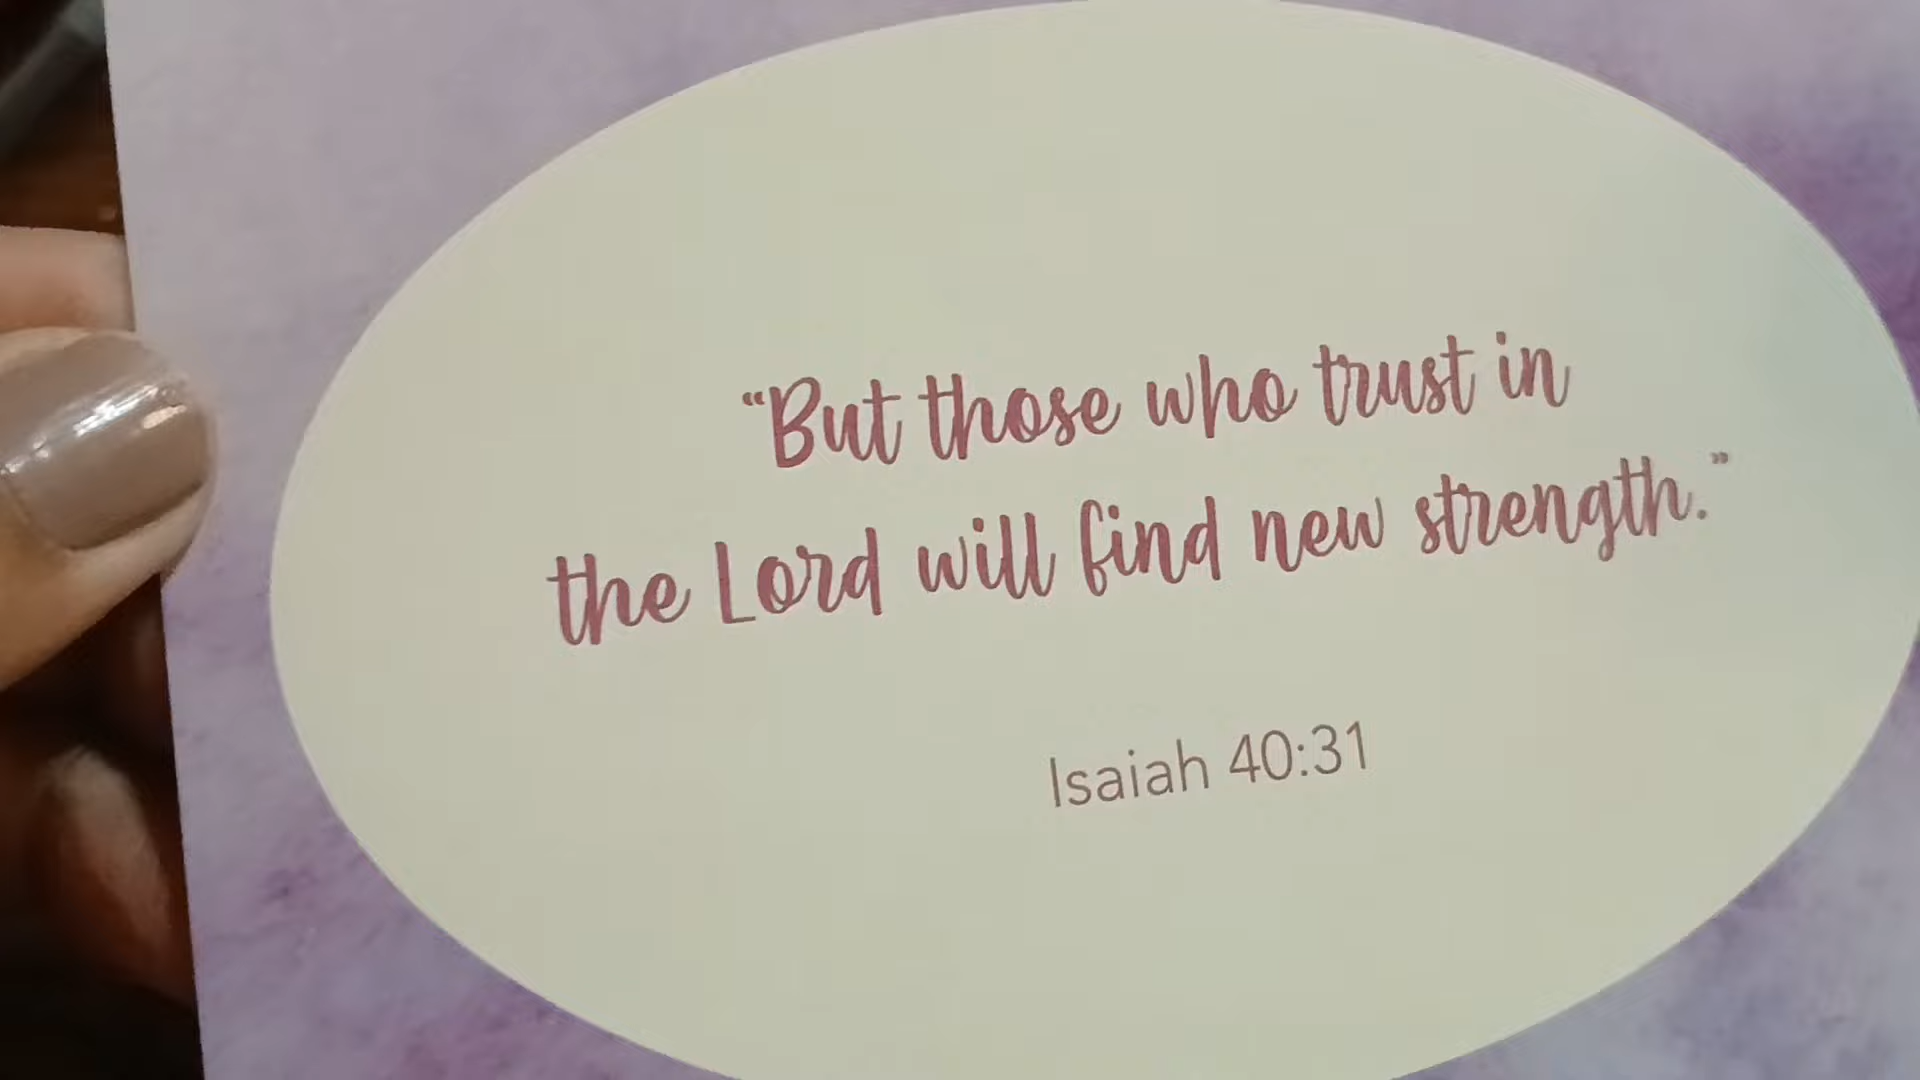 “But those who trust in
the Lord will find new strength.”
Isaiah 40:31